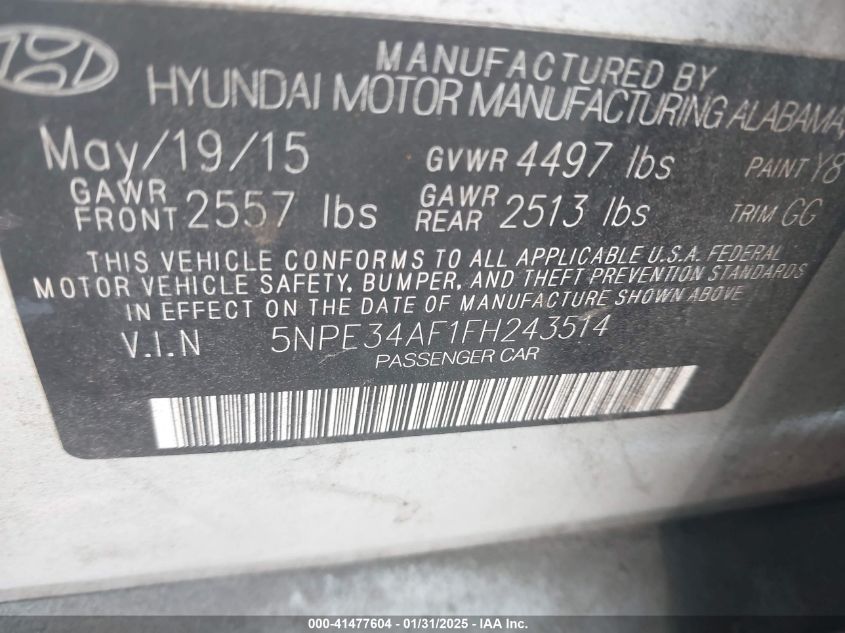 MANUFACTURED BY
HYUNDAI MOTOR MANUFACTURING ALABAMA,
May/19/15 GVWR 4497 lbs PAINT Y8
GAWR FRONT 2557 lbs GAWR REAR 2513 lbs TRIM GG
THIS VEHICLE CONFORMS TO ALL APPLICABLE U.S.A. FEDERAL
MOTOR VEHICLE SAFETY, BUMPER, AND THEFT PREVENTION STANDARDS
IN EFFECT ON THE DATE OF MANUFACTURE SHOWN ABOVE
V.I.N 5NPE34AF1FH243514
PASSENGER CAR
000-41477604 - 01/31/2025 - IAA Inc.